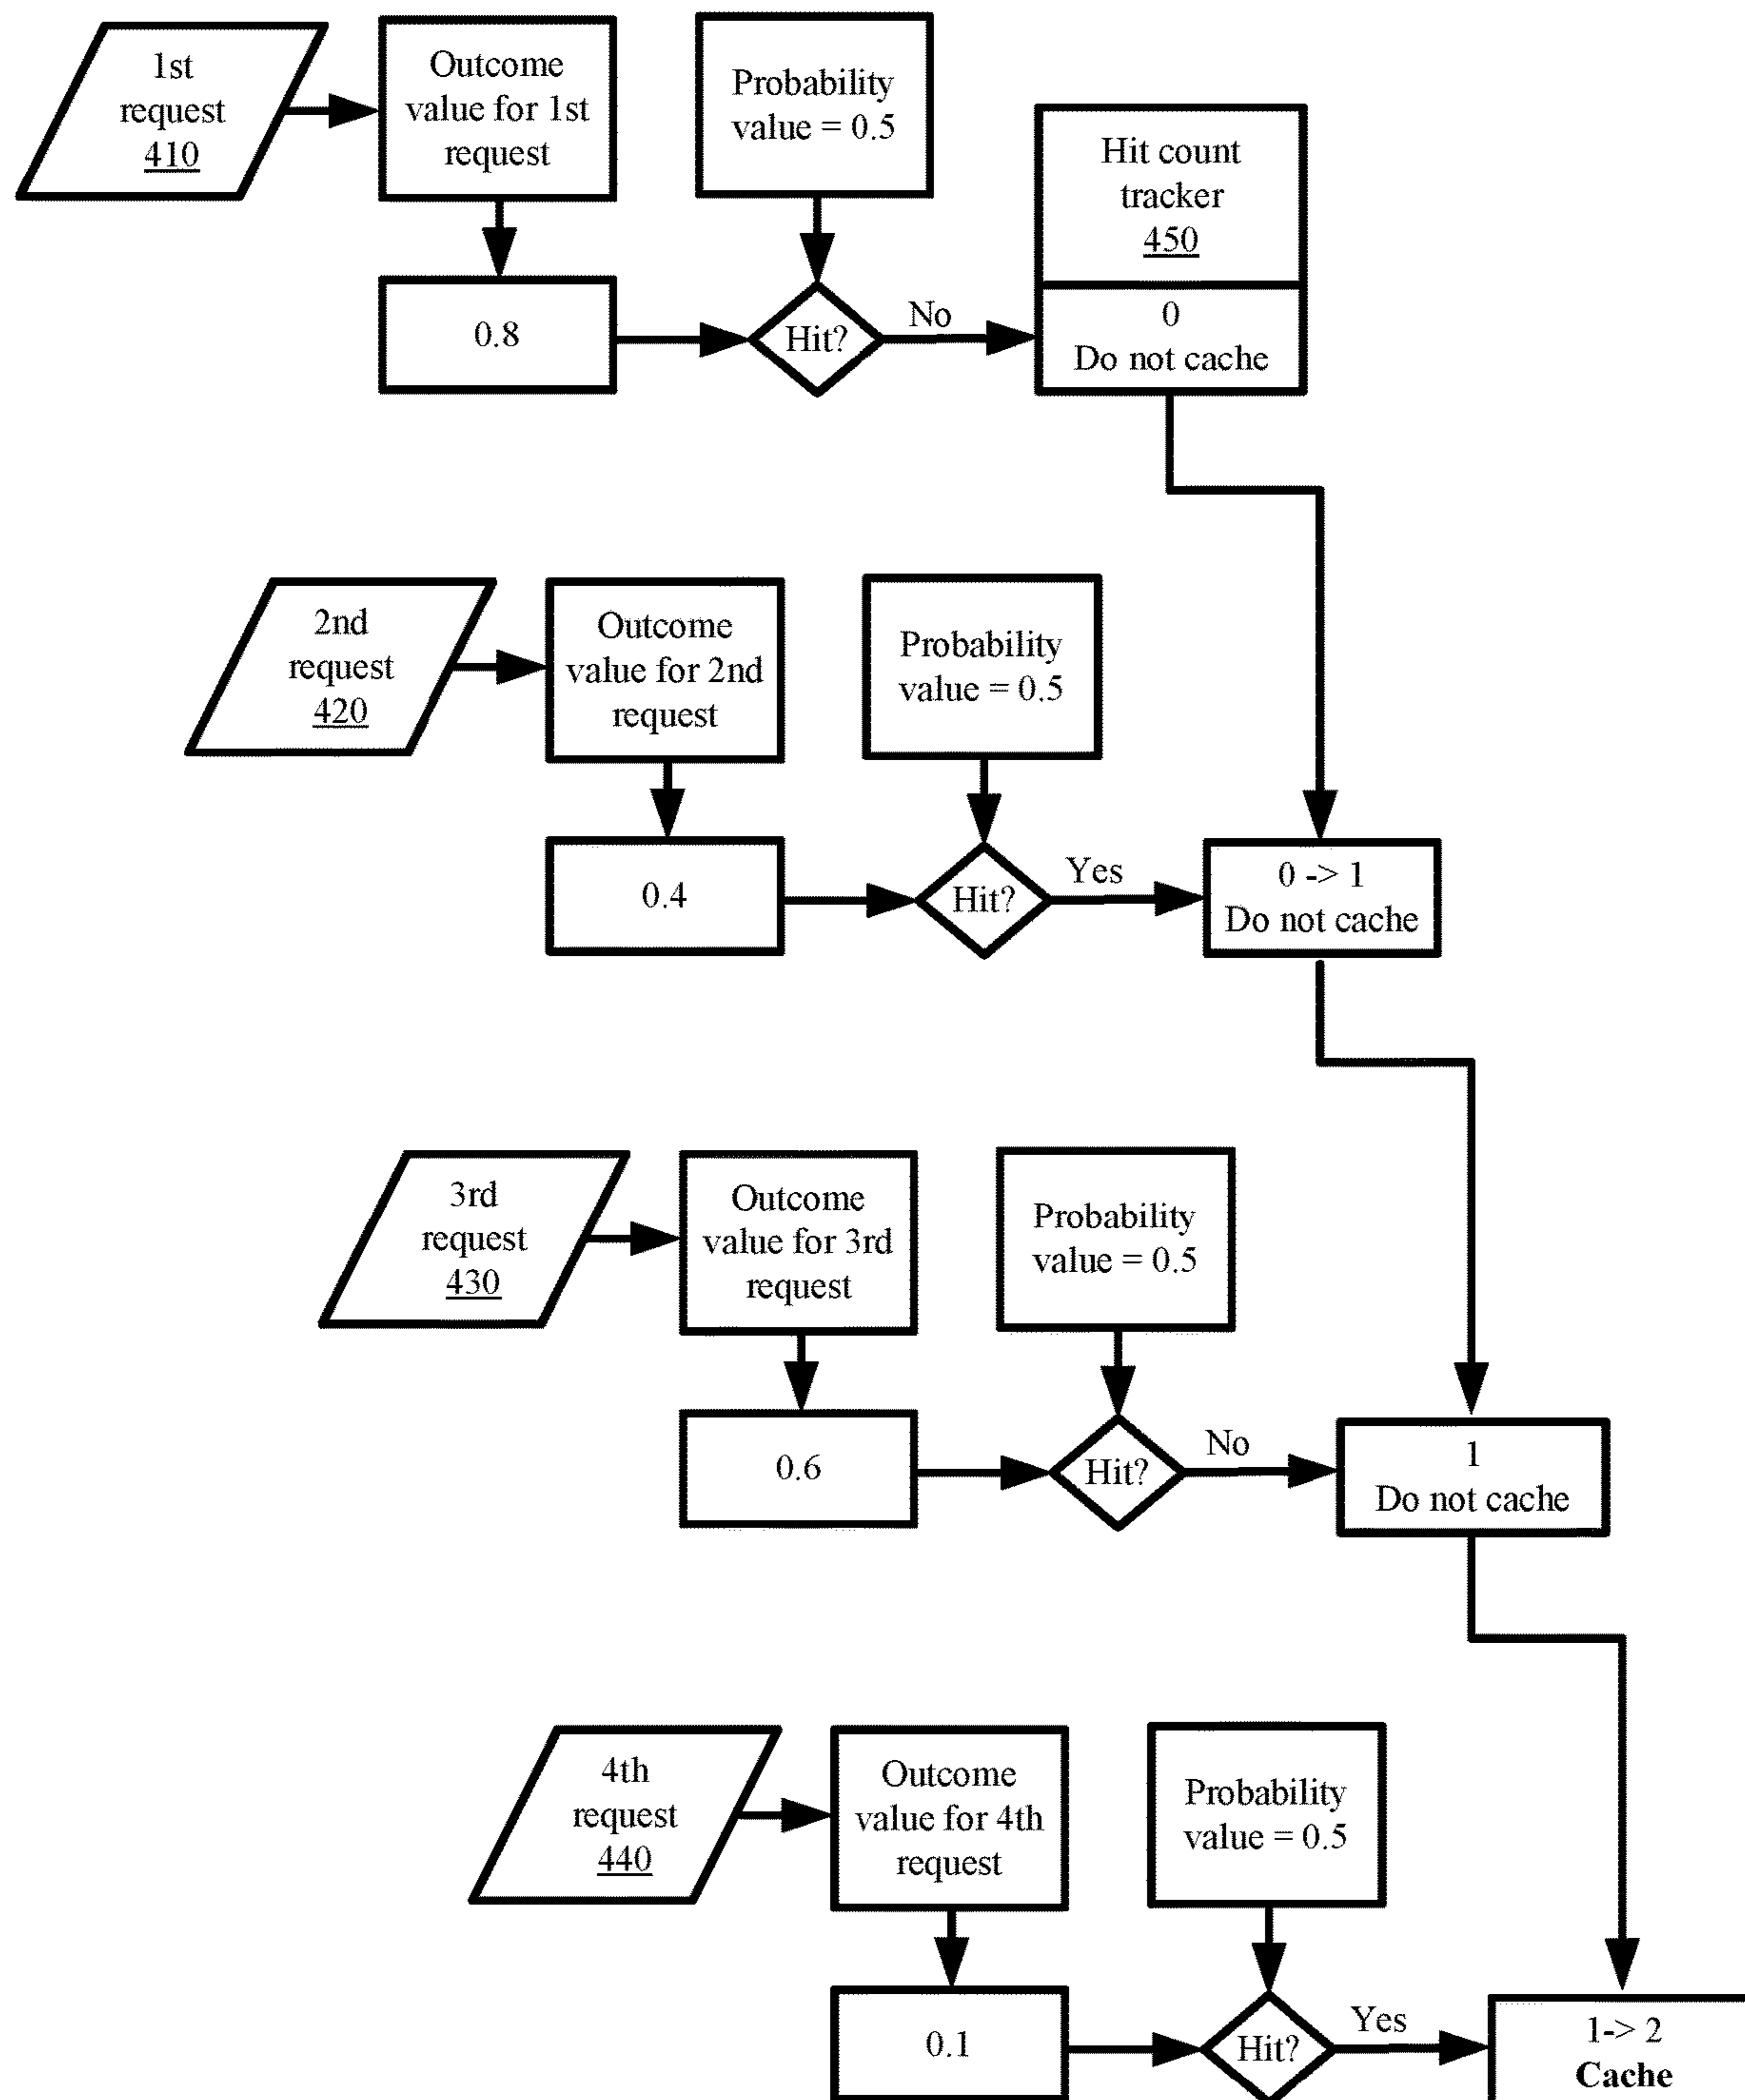 1st
request
410
Outcome
value for 1st
request
Probability
value = 0.5
Hit count
tracker
450
0.8
Hit?
No
0
Do not cache
2nd
request
420
Outcome
value for 2nd
request
Probability
value = 0.5
0.4
Hit?
Yes
0 -> 1
Do not cache
3rd
request
430
Outcome
value for 3rd
request
Probability
value = 0.5
0.6
Hit?
No
1
Do not cache
4th
request
440
Outcome
value for 4th
request
Probability
value = 0.5
0.1
Hit?
Yes
1-> 2
Cache